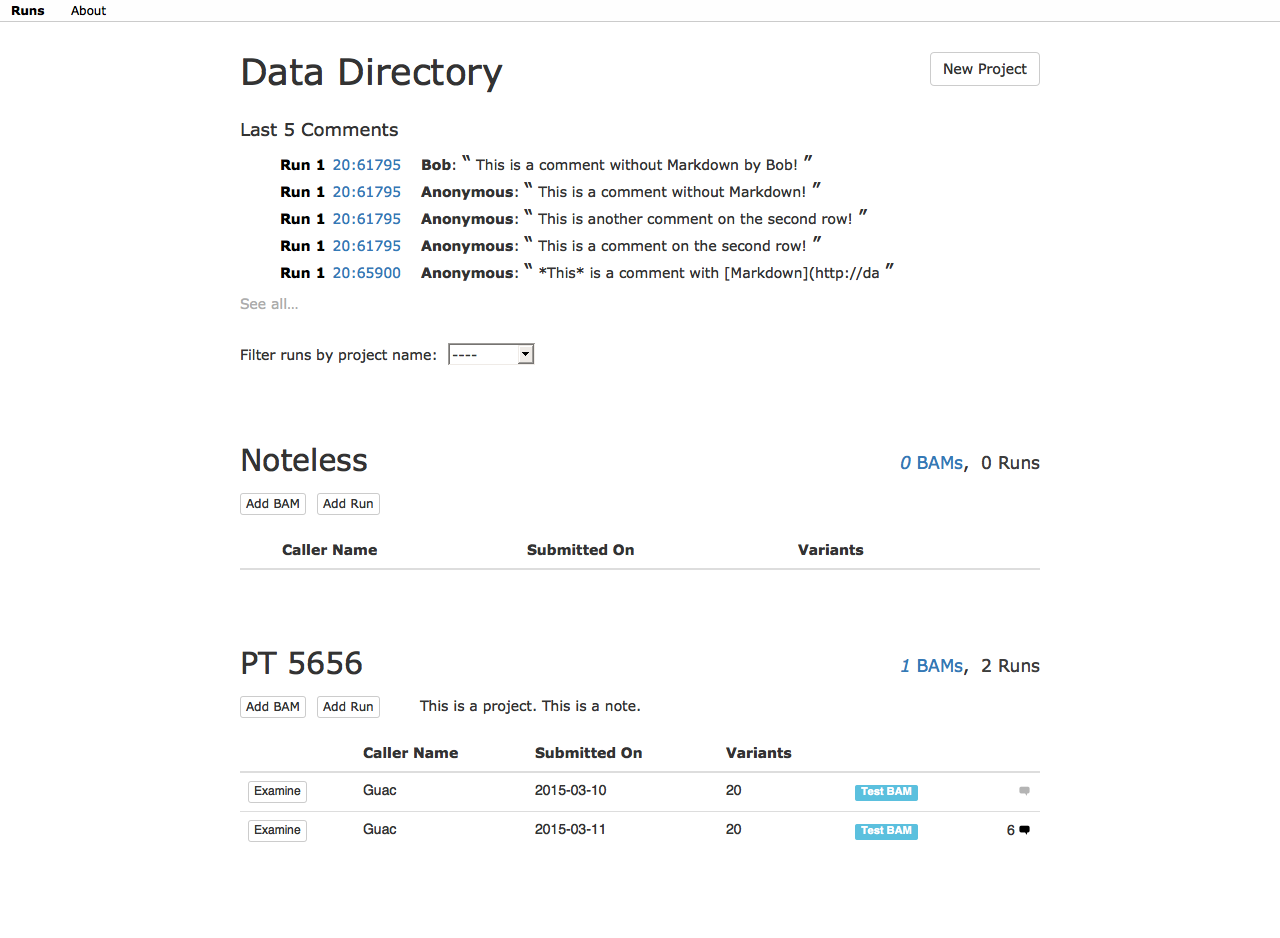 Runs About
Data Directory New Project
Last 5 Comments
Run 1 20:61795 Bob: “ This is a comment without Markdown by Bob! ”
Run 1 20:61795 Anonymous: “ This is a comment without Markdown! ”
Run 1 20:61795 Anonymous: “ This is another comment on the second row! ”
Run 1 20:61795 Anonymous: “ This is a comment on the second row! ”
Run 1 20:65900 Anonymous: “ *This* is a comment with [Markdown](http://da ”
See all...
Filter runs by project name: ----
Noteless 0 BAMs, 0 Runs
Add BAM Add Run
Caller Name Submitted On Variants
PT 5656 1 BAMs, 2 Runs
Add BAM Add Run This is a project. This is a note.
Caller Name Submitted On Variants
Examine Guac 2015-03-10 20 Test BAM
Examine Guac 2015-03-11 20 Test BAM 6